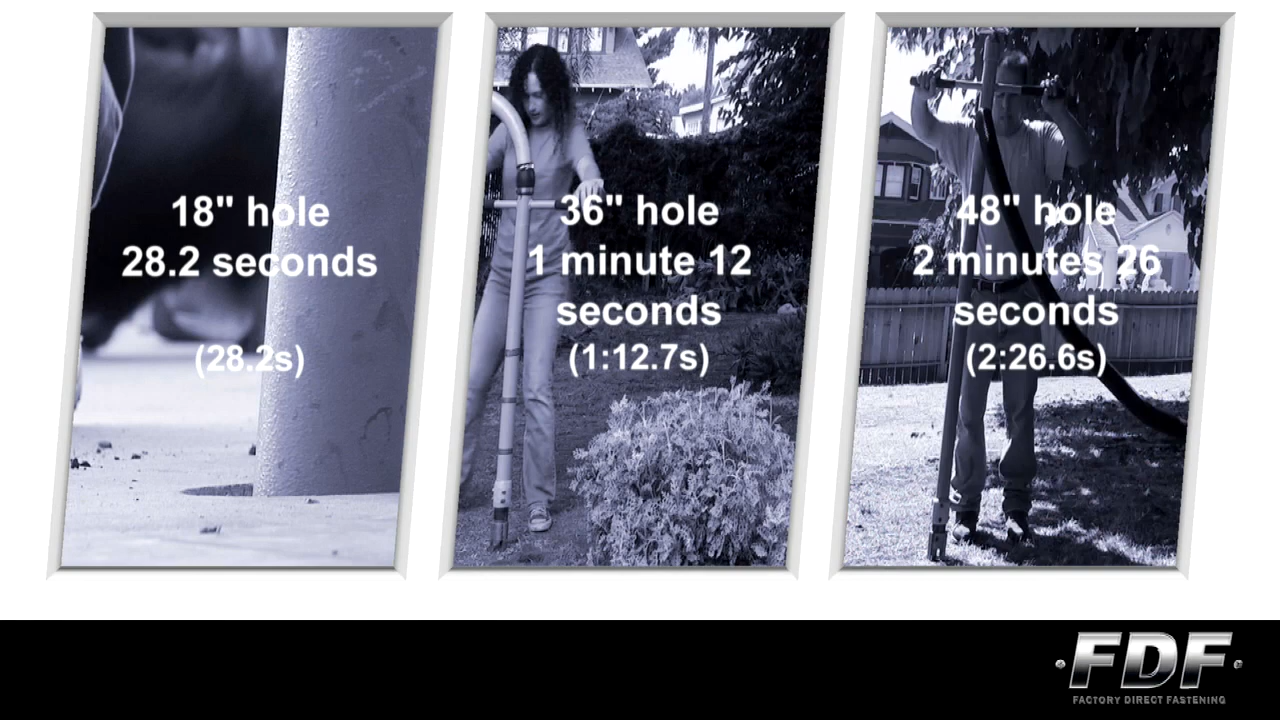 18" hole
28.2 seconds
(28.2s)
36" hole
1 minute 12
seconds
(1:12.7s)
48" hole
2 minutes 26
seconds
(2:26.6s)
FDF
FACTORY DIRECT FASTENING